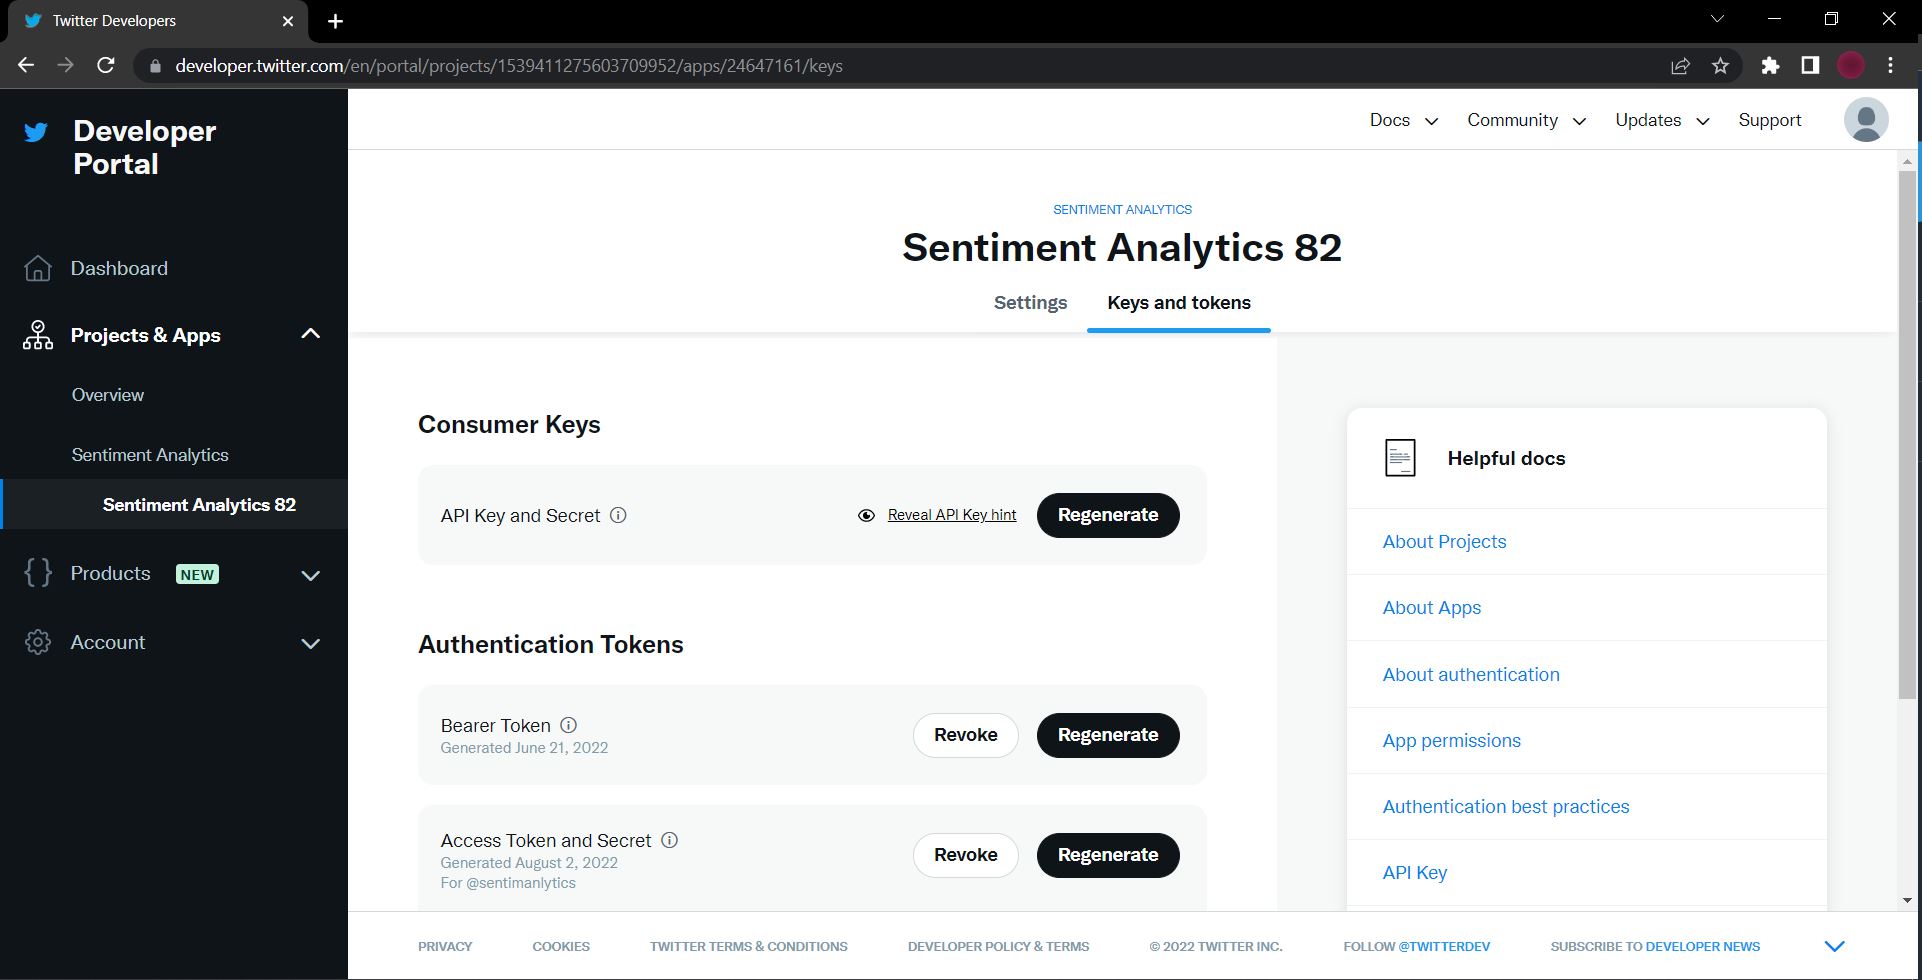 Twitter Developers
developer.twitter.com/en/portal/projects/1539411275603709952/apps/24647161/keys
Developer
Portal
Dashboard
Projects & Apps
Overview
Sentiment Analytics
Sentiment Analytics 82
Products NEW
Account
Docs Community Updates Support
SENTIMENT ANALYTICS
Sentiment Analytics 82
Settings Keys and tokens
Consumer Keys
API Key and Secret Reveal API Key hint Regenerate
Authentication Tokens
Bearer Token
Generated June 21, 2022
Revoke Regenerate
Access Token and Secret
Generated August 2, 2022
For @sentimanlytics
Revoke Regenerate
Helpful docs
About Projects
About Apps
About authentication
App permissions
Authentication best practices
API Key
PRIVACY COOKIES TWITTER TERMS & CONDITIONS DEVELOPER POLICY & TERMS © 2022 TWITTER INC. FOLLOW @TWITTERDEV SUBSCRIBE TO DEVELOPER NEWS